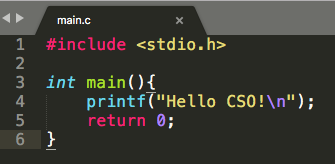 main.c
1 #include <stdio.h>
2
3 int main(){
4     printf("Hello CSO!\n");
5     return 0;
6 }